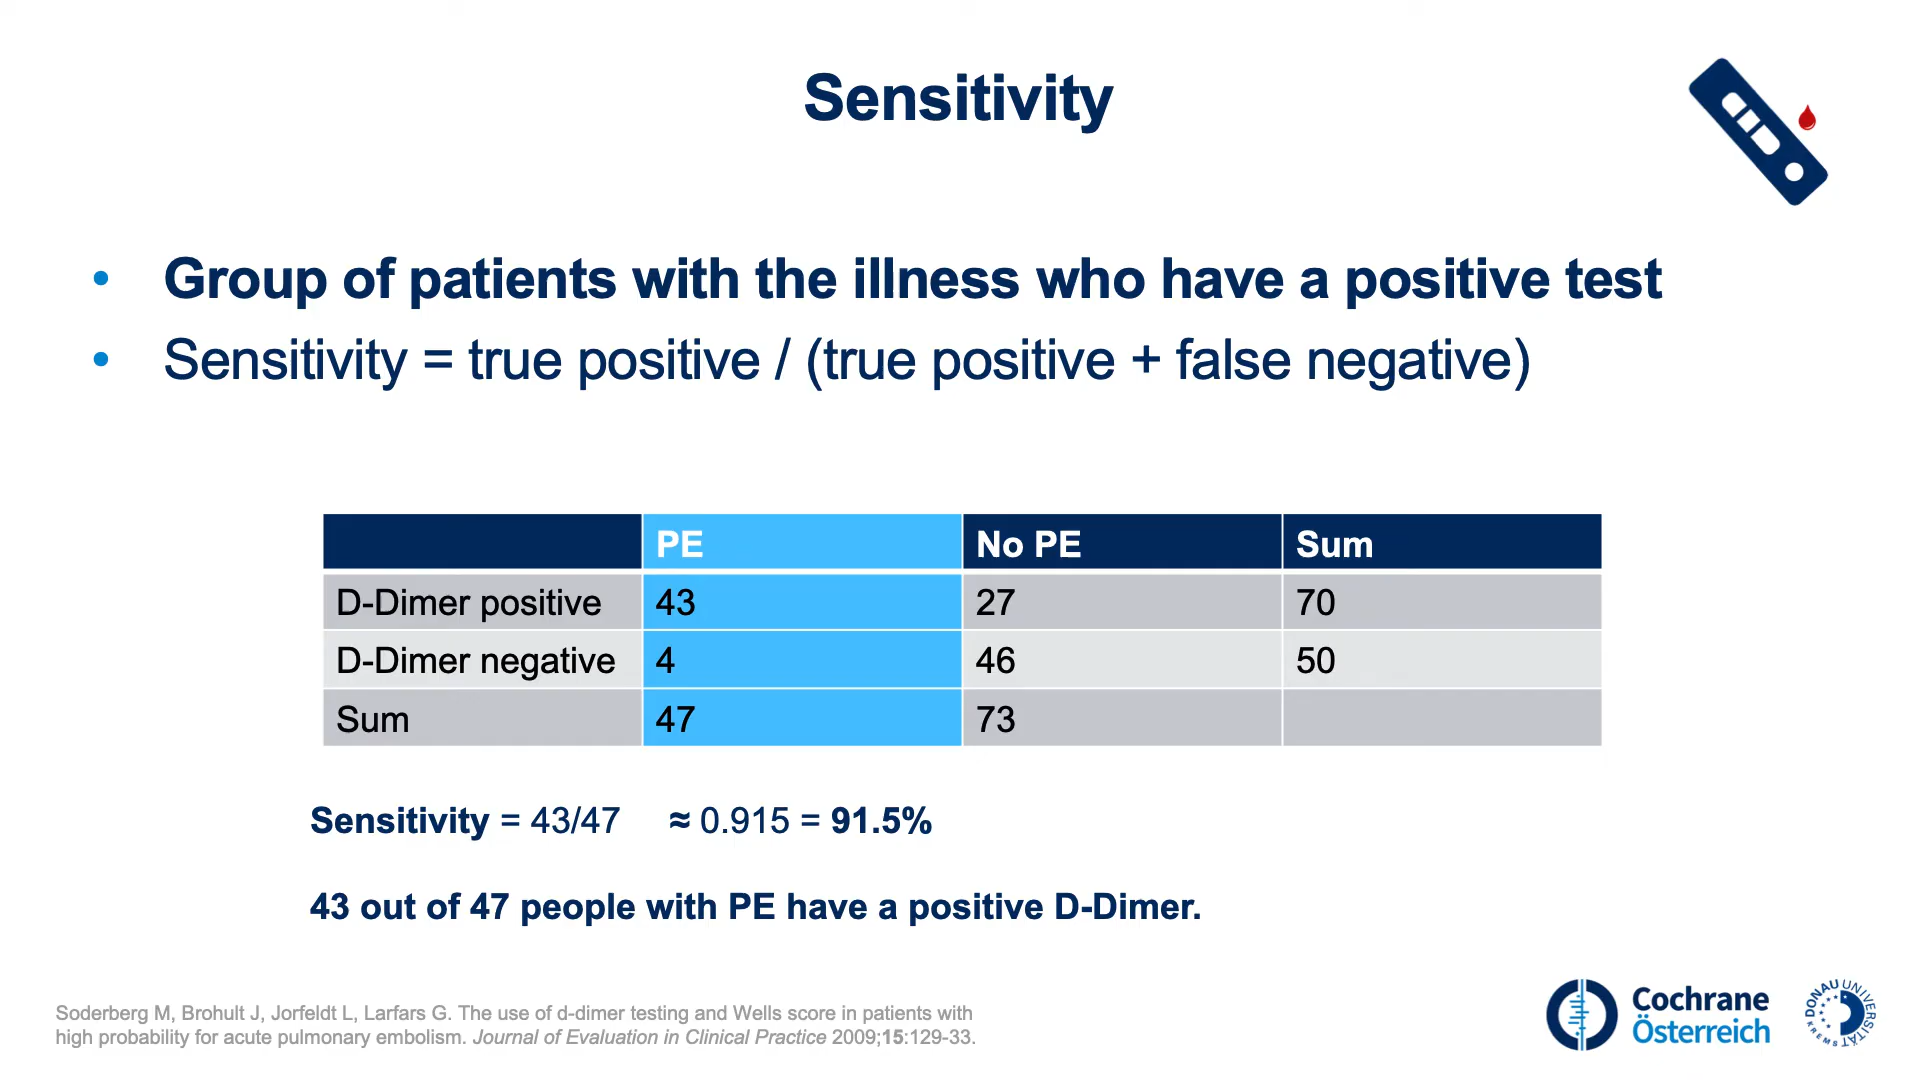 Sensitivity
• Group of patients with the illness who have a positive test
• Sensitivity = true positive / (true positive + false negative)
PE No PE Sum
D-Dimer positive 43 27 70
D-Dimer negative 4 46 50
Sum 47 73
Sensitivity = 43/47 ≈ 0.915 = 91.5%
43 out of 47 people with PE have a positive D-Dimer.
Soderberg M, Brohult J, Jorfeldt L, Larfars G. The use of d-dimer testing and Wells score in patients with
high probability for acute pulmonary embolism. Journal of Evaluation in Clinical Practice 2009;15:129-33.
Cochrane
Österreich
DONAU UNIVERSITÄT
KREMS